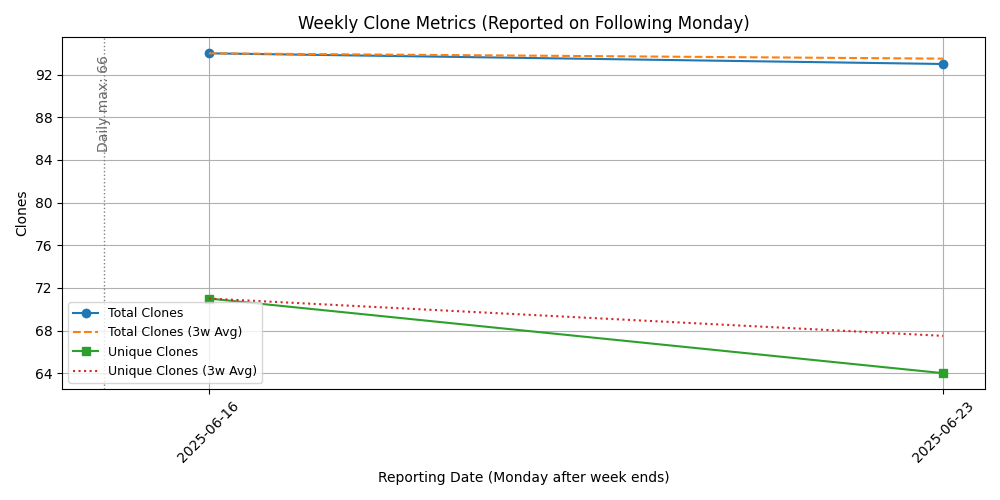 Weekly Clone Metrics (Reported on Following Monday)
Daily max: 66
Clones
92
88
84
80
76
72
68
64
Total Clones
Total Clones (3w Avg)
Unique Clones
Unique Clones (3w Avg)
2025-06-16
2025-06-23
Reporting Date (Monday after week ends)